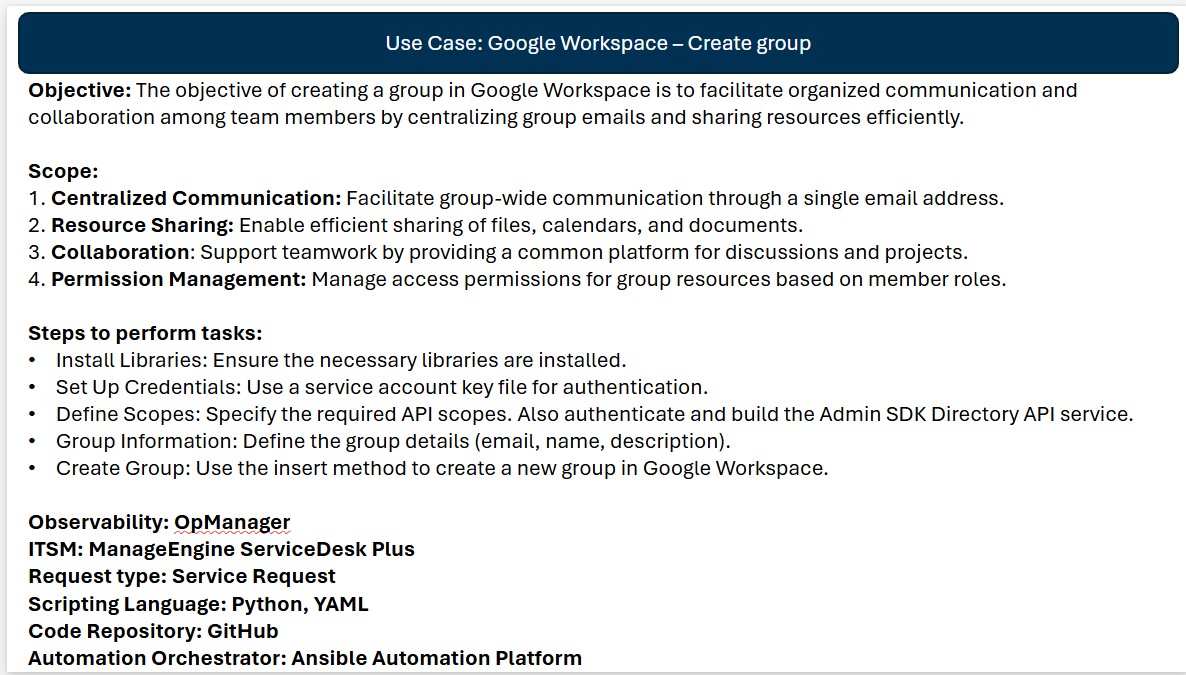 Use Case: Google Workspace – Create group
Objective: The objective of creating a group in Google Workspace is to facilitate organized communication and
collaboration among team members by centralizing group emails and sharing resources efficiently.
Scope:
1. Centralized Communication: Facilitate group-wide communication through a single email address.
2. Resource Sharing: Enable efficient sharing of files, calendars, and documents.
3. Collaboration: Support teamwork by providing a common platform for discussions and projects.
4. Permission Management: Manage access permissions for group resources based on member roles.
Steps to perform tasks:
• Install Libraries: Ensure the necessary libraries are installed.
• Set Up Credentials: Use a service account key file for authentication.
• Define Scopes: Specify the required API scopes. Also authenticate and build the Admin SDK Directory API service.
• Group Information: Define the group details (email, name, description).
• Create Group: Use the insert method to create a new group in Google Workspace.
Observability: OpManager
ITSM: ManageEngine ServiceDesk Plus
Request type: Service Request
Scripting Language: Python, YAML
Code Repository: GitHub
Automation Orchestrator: Ansible Automation Platform